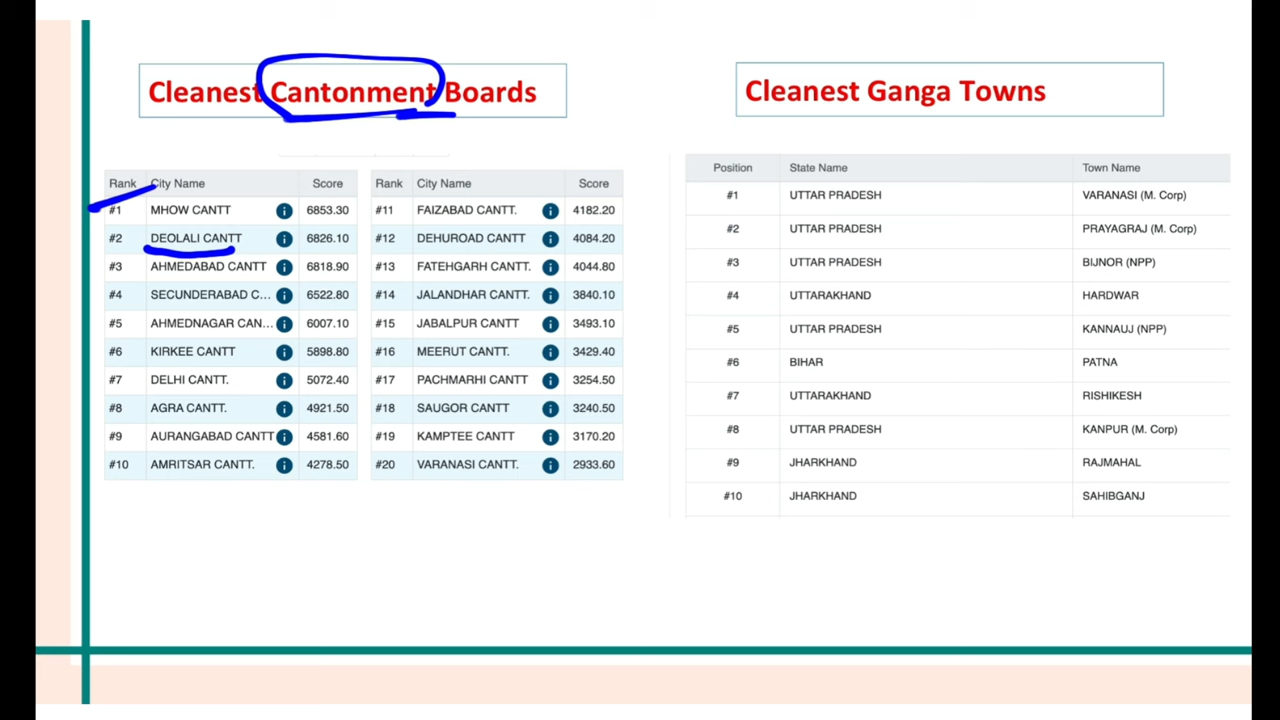 Cleanest Cantonment Boards
Rank City Name Score
#1 MHOW CANTT 6853.30
#2 DEOLALI CANTT 6826.10
#3 AHMEDABAD CANTT 6818.90
#4 SECUNDERABAD C... 6522.80
#5 AHMEDNAGAR CAN... 6007.10
#6 KIRKEE CANTT 5898.80
#7 DELHI CANTT. 5072.40
#8 AGRA CANTT. 4921.50
#9 AURANGABAD CANTT 4581.60
#10 AMRITSAR CANTT. 4278.50
Rank City Name Score
#11 FAIZABAD CANTT. 4182.20
#12 DEHUROAD CANTT 4084.20
#13 FATEHGARH CANTT. 4044.80
#14 JALANDHAR CANTT. 3840.10
#15 JABALPUR CANTT 3493.10
#16 MEERUT CANTT. 3429.40
#17 PACHMARHI CANTT 3254.50
#18 SAUGOR CANTT 3240.50
#19 KAMPTEE CANTT 3170.20
#20 VARANASI CANTT. 2933.60
Cleanest Ganga Towns
Position State Name Town Name
#1 UTTAR PRADESH VARANASI (M. Corp)
#2 UTTAR PRADESH PRAYAGRAJ (M. Corp)
#3 UTTAR PRADESH BIJNOR (NPP)
#4 UTTARAKHAND HARDWAR
#5 UTTAR PRADESH KANNAUJ (NPP)
#6 BIHAR PATNA
#7 UTTARAKHAND RISHIKESH
#8 UTTAR PRADESH KANPUR (M. Corp)
#9 JHARKHAND RAJMAHAL
#10 JHARKHAND SAHIBGANJ